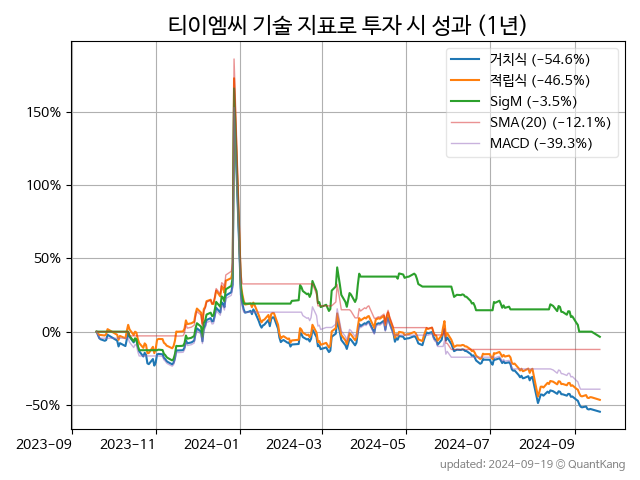 티이엠씨 기술 지표로 투자 시 성과 (1년)
거치식 (−54.6%)
적립식 (−46.5%)
SigM (−3.5%)
SMA(20) (−12.1%)
MACD (−39.3%)
150%
100%
50%
0%
−50%
2023-09 2023-11 2024-01 2024-03 2024-05 2024-07 2024-09
updated: 2024-09-19 © QuantKang